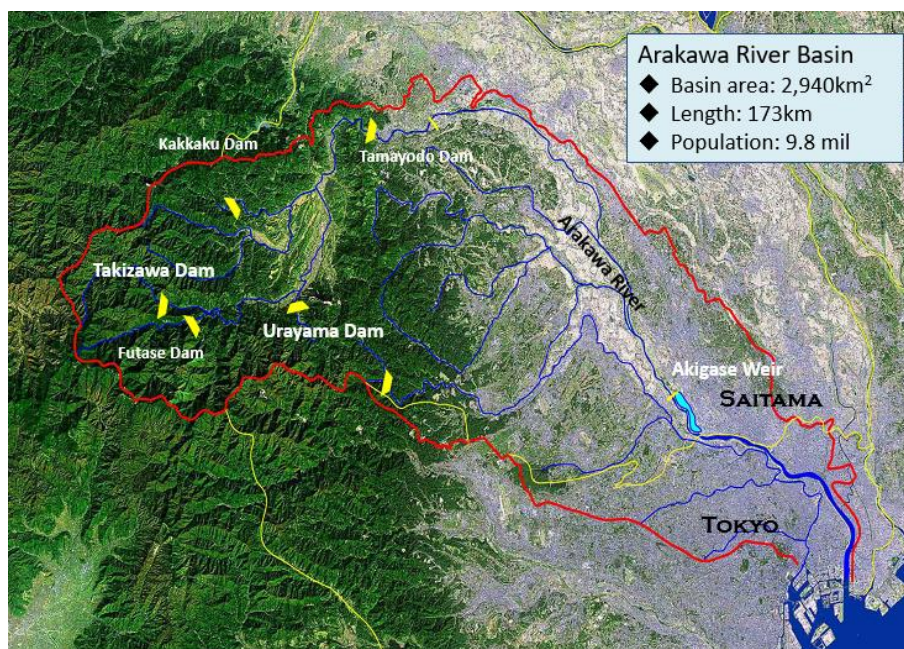 Arakawa River Basin
◆ Basin area: 2,940km²
◆ Length: 173km
◆ Population: 9.8 mil
Kakkaku Dam
Tamayodo Dam
Arakawa River
Takizawa Dam
Urayama Dam
Futase Dam
Akigase Weir
SAITAMA
TOKYO